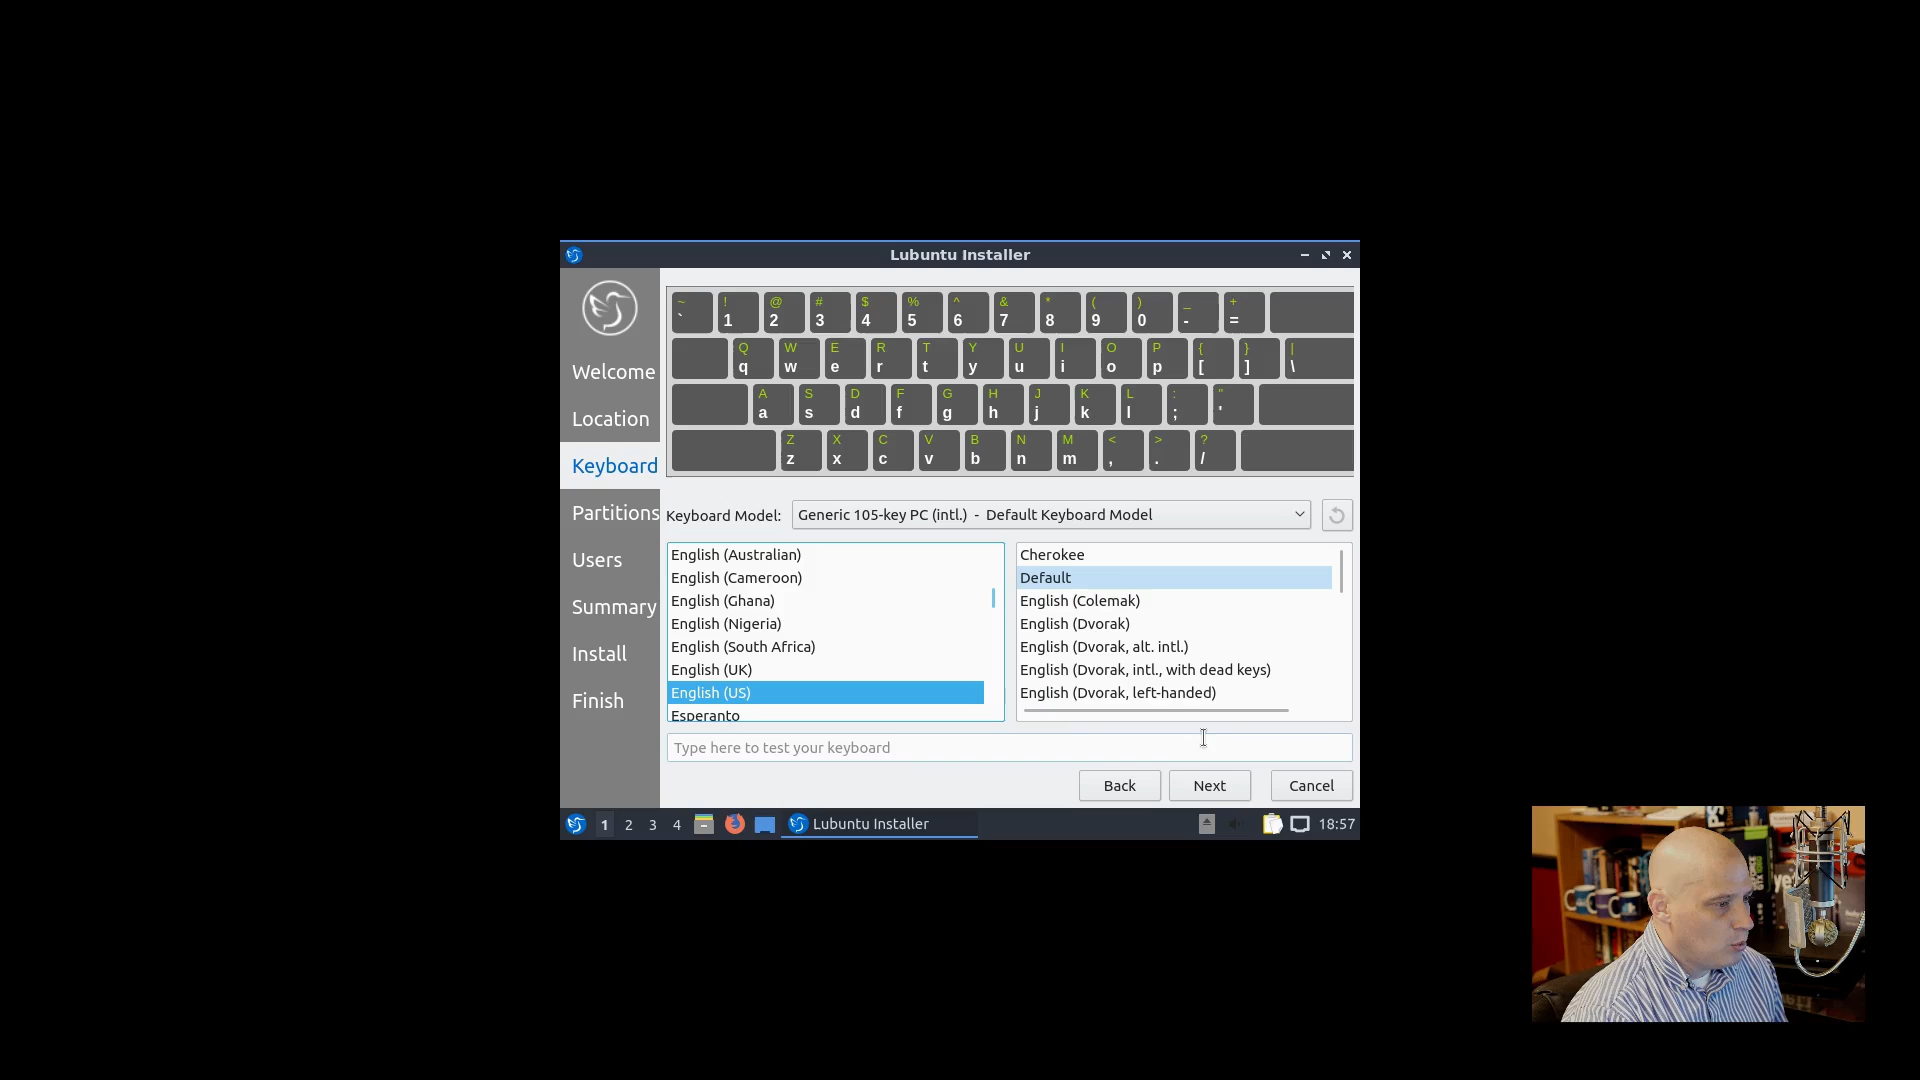 Lubuntu Installer
~ ! @ # $ % ^ & * ( ) _ +
` 1 2 3 4 5 6 7 8 9 0 - =
Q W E R T Y U I O P { } |
q w e r t y u i o p [ ] \
A S D F G H J K L : "
a s d f g h j k l ; '
Z X C V B N M < > ?
z x c v b n m , . /
Welcome
Location
Keyboard
Partitions
Users
Summary
Install
Finish
Keyboard Model: Generic 105-key PC (intl.) - Default Keyboard Model
English (Australian)
English (Cameroon)
English (Ghana)
English (Nigeria)
English (South Africa)
English (UK)
English (US)
Esperanto
Cherokee
Default
English (Colemak)
English (Dvorak)
English (Dvorak, alt. intl.)
English (Dvorak, intl., with dead keys)
English (Dvorak, left-handed)
Type here to test your keyboard
Back Next Cancel
1 2 3 4 Lubuntu Installer 18:57